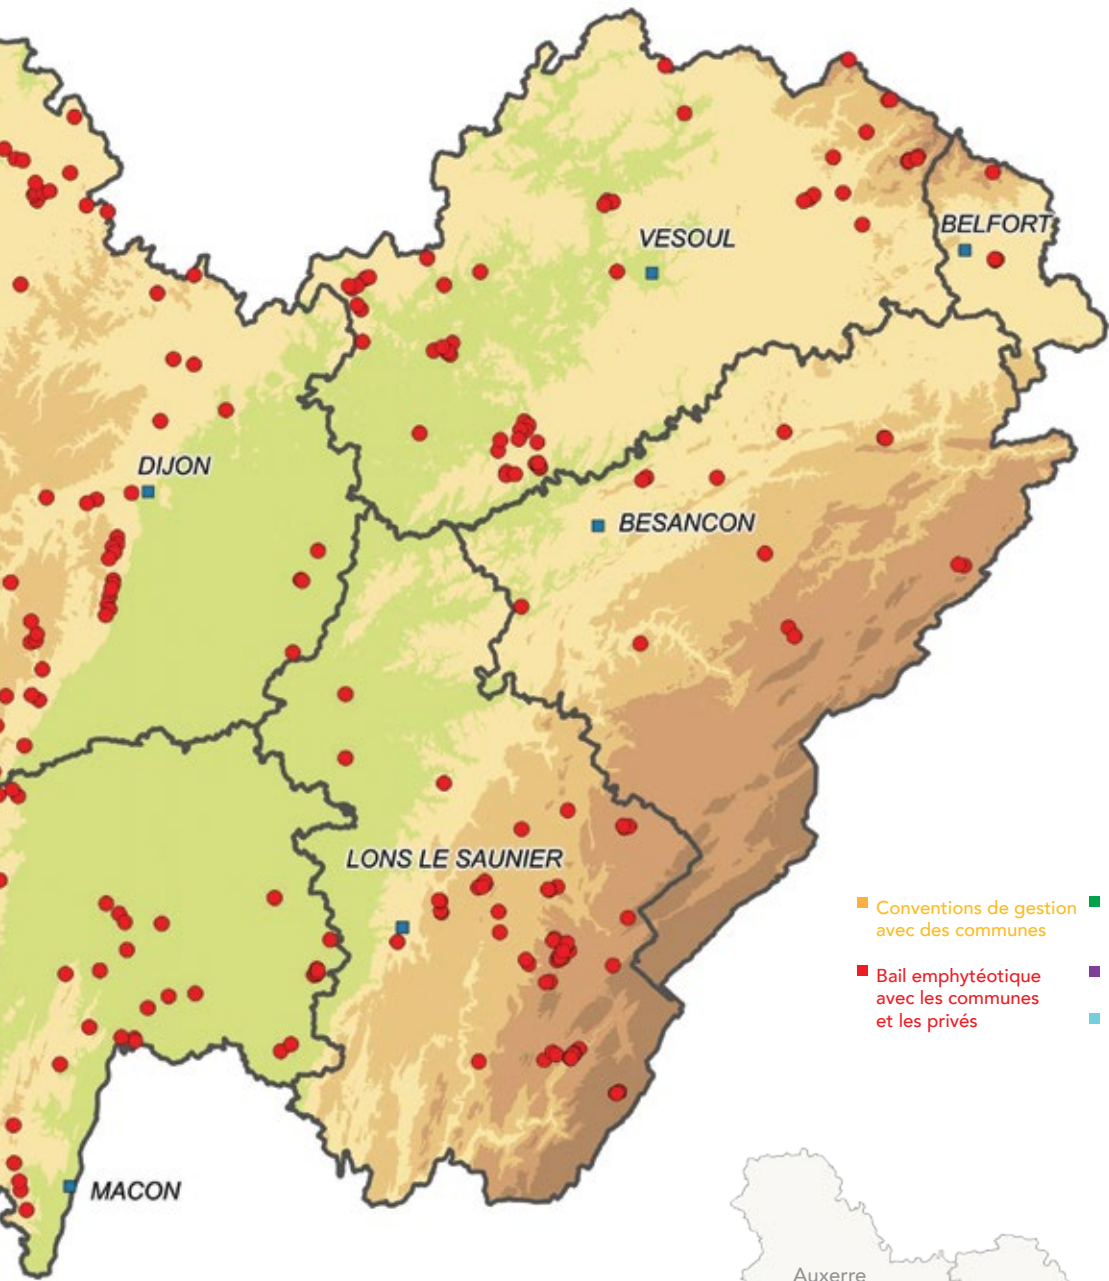 VESOUL
BELFORT
DIJON
BESANCON
LONS LE SAUNIER
Conventions de gestion
avec des communes
Bail emphytéotique
avec les communes
et les privés
MACON
Auxerre